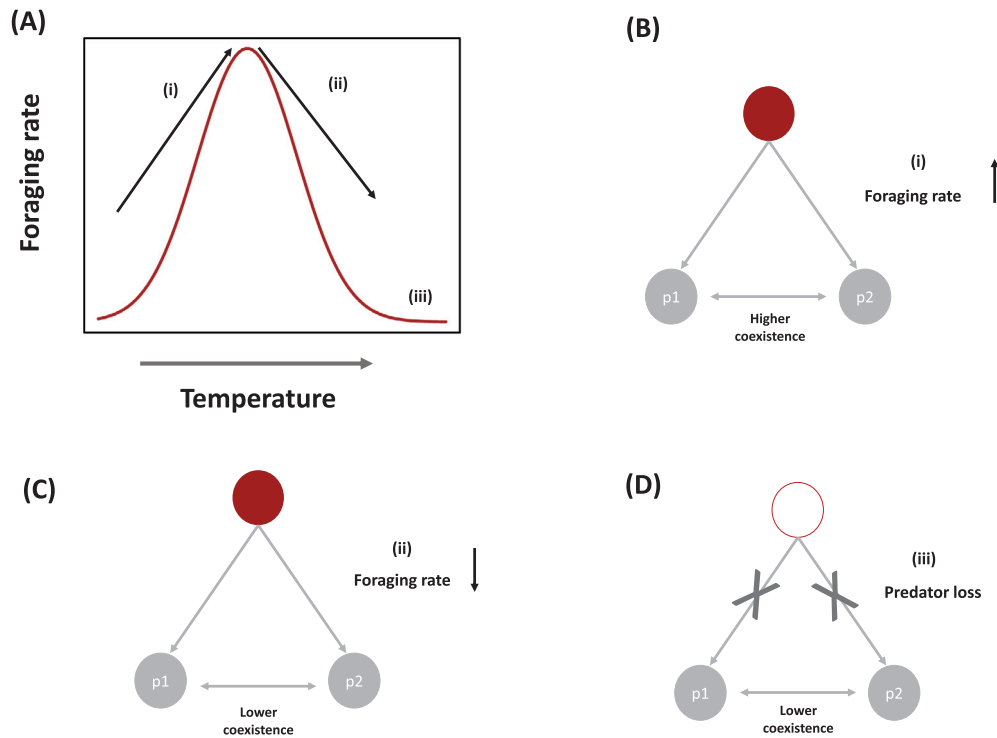 (A)
Foraging rate
(i)
(ii)
(iii)
Temperature
(B)
(i)
Foraging rate
p1
p2
Higher
coexistence
(C)
(ii)
Foraging rate
p1
p2
Lower
coexistence
(D)
(iii)
Predator loss
p1
p2
Lower
coexistence